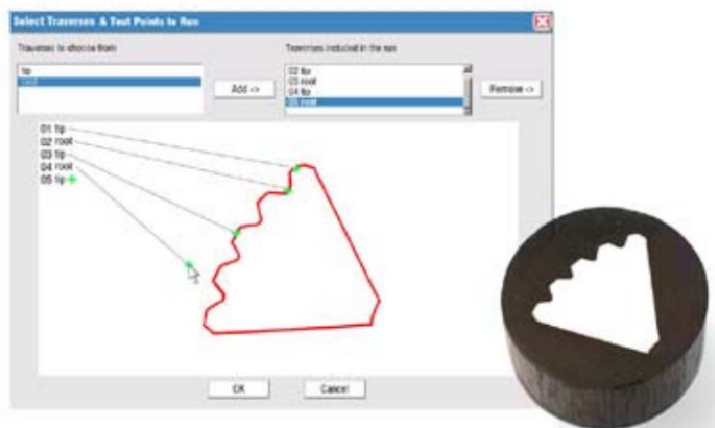 Select Traverses & Test Points to Run
Traverses to choose from
Traverses included in the run
tip
root
Add ->
02 tip
03 root
04 tip
05 root
Remove ->
01 tip
02 root
03 tip
04 root
05 tip
OK
Cancel